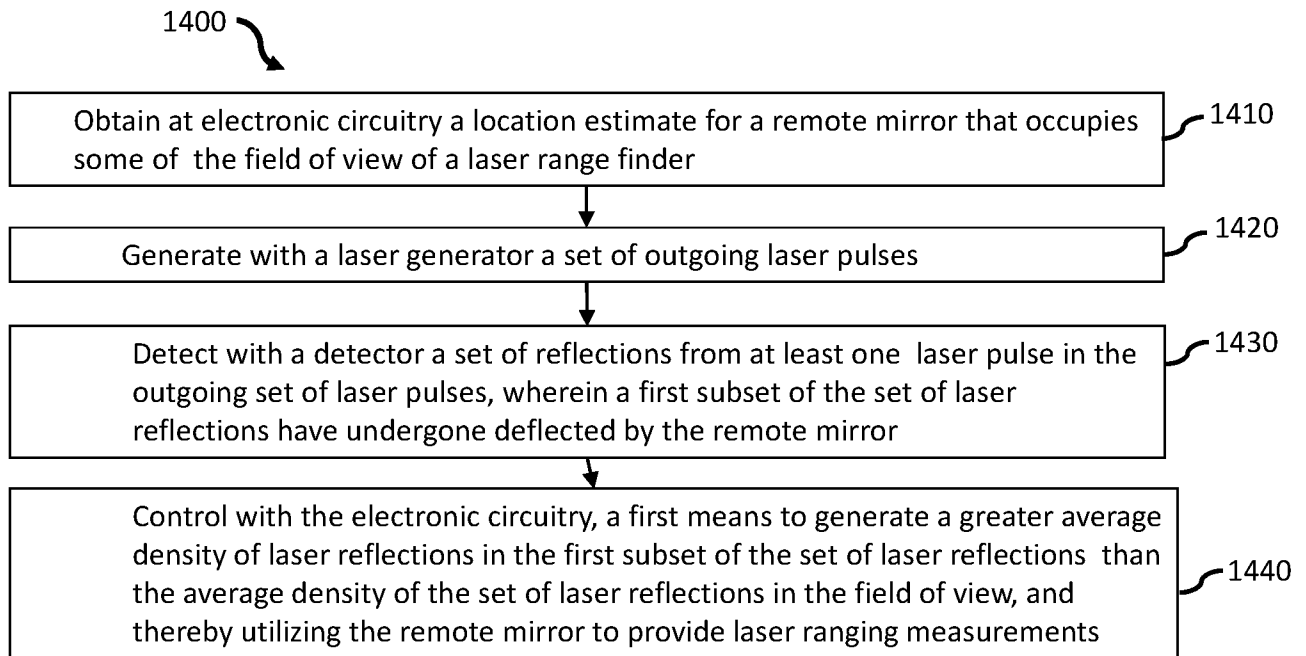 1400
Obtain at electronic circuitry a location estimate for a remote mirror that occupies
some of the field of view of a laser range finder
1410
Generate with a laser generator a set of outgoing laser pulses
1420
Detect with a detector a set of reflections from at least one laser pulse in the
outgoing set of laser pulses, wherein a first subset of the set of laser
reflections have undergone deflected by the remote mirror
1430
Control with the electronic circuitry, a first means to generate a greater average
density of laser reflections in the first subset of the set of laser reflections than
the average density of the set of laser reflections in the field of view, and
thereby utilizing the remote mirror to provide laser ranging measurements
1440